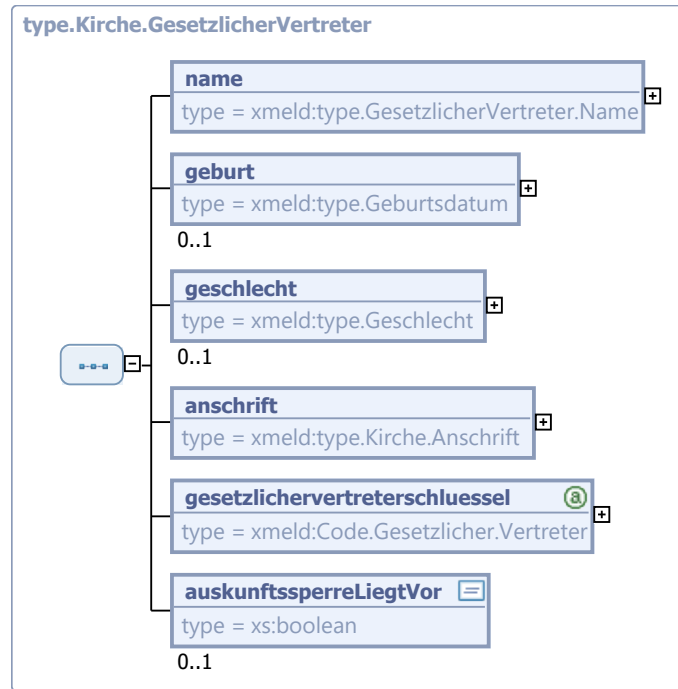 type.Kirche.GesetzlicherVertreter
name
type = xmeld:type.GesetzlicherVertreter.Name
geburt
type = xmeld:type.Geburtsdatum
0..1
geschlecht
type = xmeld:type.Geschlecht
0..1
anschrift
type = xmeld:type.Kirche.Anschrift
gesetzlichervertreterschluessel
type = xmeld:Code.Gesetzlicher.Vertreter
auskunftssperreLiegtVor
type = xs:boolean
0..1